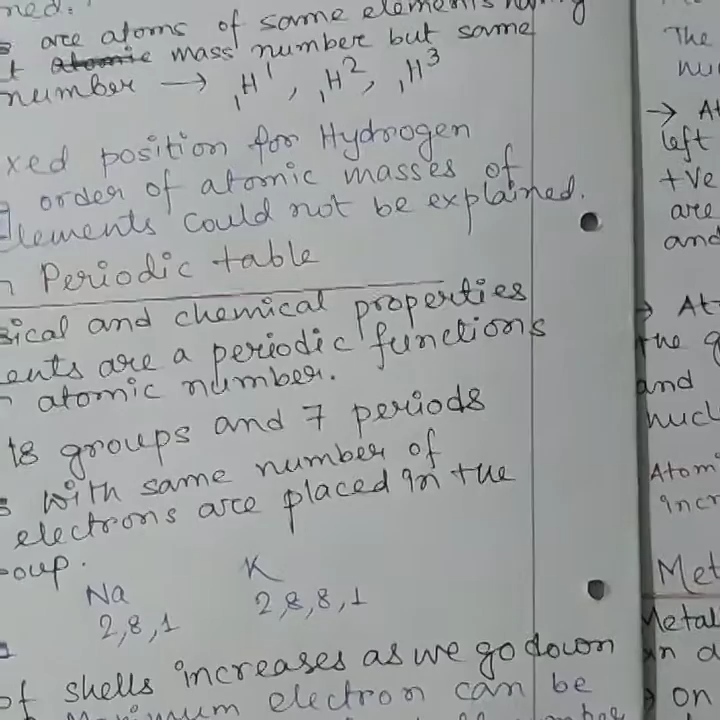 are atoms of same elements
mass number but same
number → ₁H¹, ₁H², ₁H³
xed position for Hydrogen
order of atomic masses of
Elements could not be explained.
Periodic table
sical and chemical properties
ents are a periodic functions
atomic number.
18 groups and 7 periods
with same number of
electrons are placed in the
oup.
Na K
2,8,1 2,8,8,1
of shells increases as we go down
electron can be
The
→ At
left
+ve
are
and
→ At
the
and
nucl
Atom
incr
Met
Metal
on